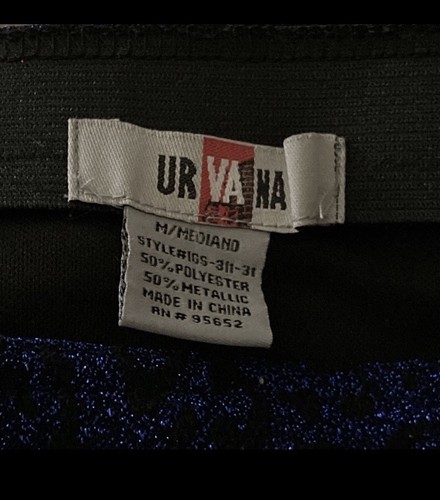 URVANA
M/MEDIANO
STYLE#IGS-311-31
50%POLYESTER
50%METALLIC
MADE IN CHINA
RN # 95652